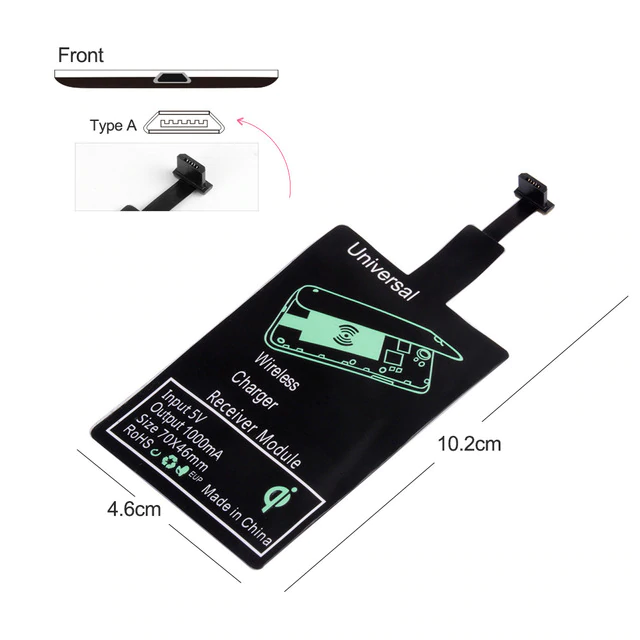 Front
Type A
Universal
Wireless
Charger
Receiver Module
Input 5V
Output 1000mA
Size 70X46mm
RoHS
EUP
Made in China
qi
10.2cm
4.6cm